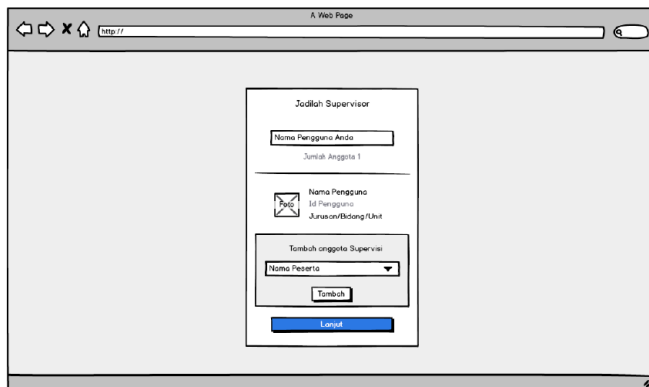 A Web Page
http://
Jadilah Supervisor
Nama Pengguna Anda
Jumlah Anggota 1
Foto
Nama Pengguna
Id Pengguna
Jurusan/Bidang/Unit
Tambah anggota Supervisi
Nama Peserta
Tambah
Lanjut